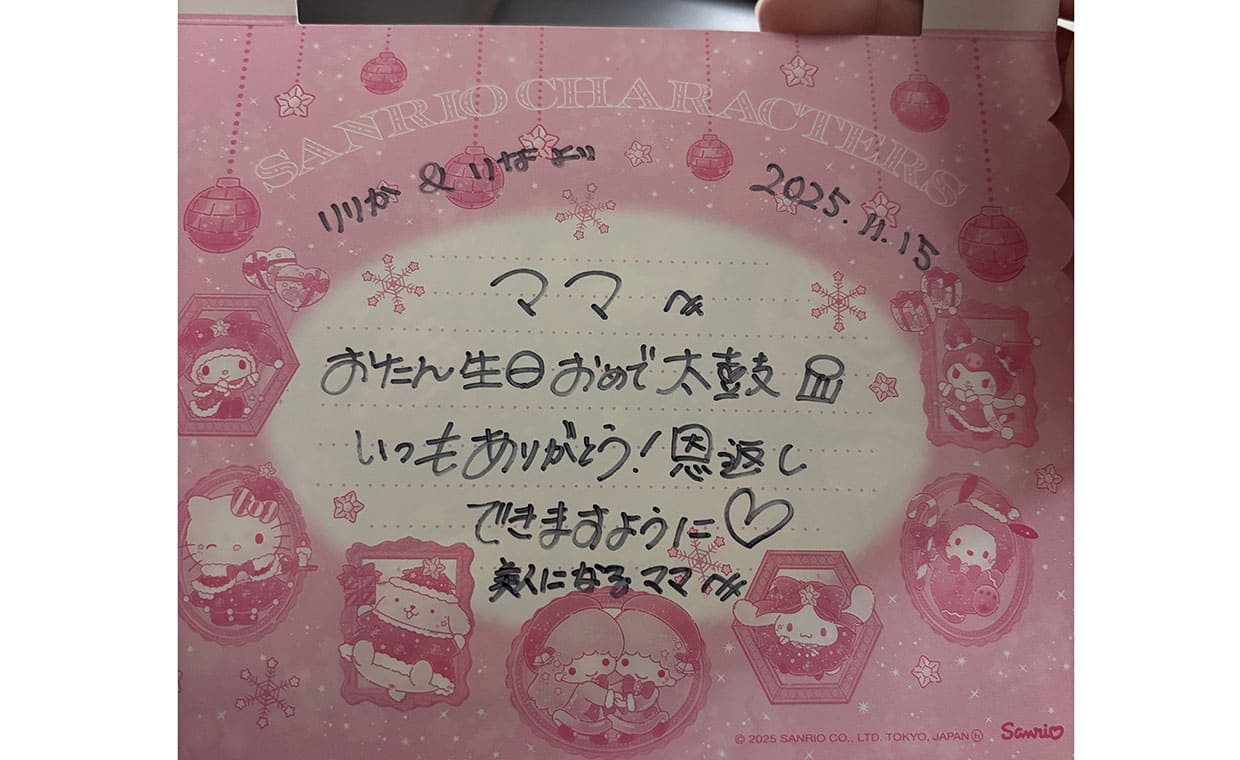 SANRIO CHARACTERS
りりか & りなより
2025.11.15
ママへ
おたん生日おめで太鼓
いつもありがとう！恩返し
できますように♡
になる ママへ
© 2025 SANRIO CO., LTD. TOKYO, JAPAN ⓗ
Sanrio